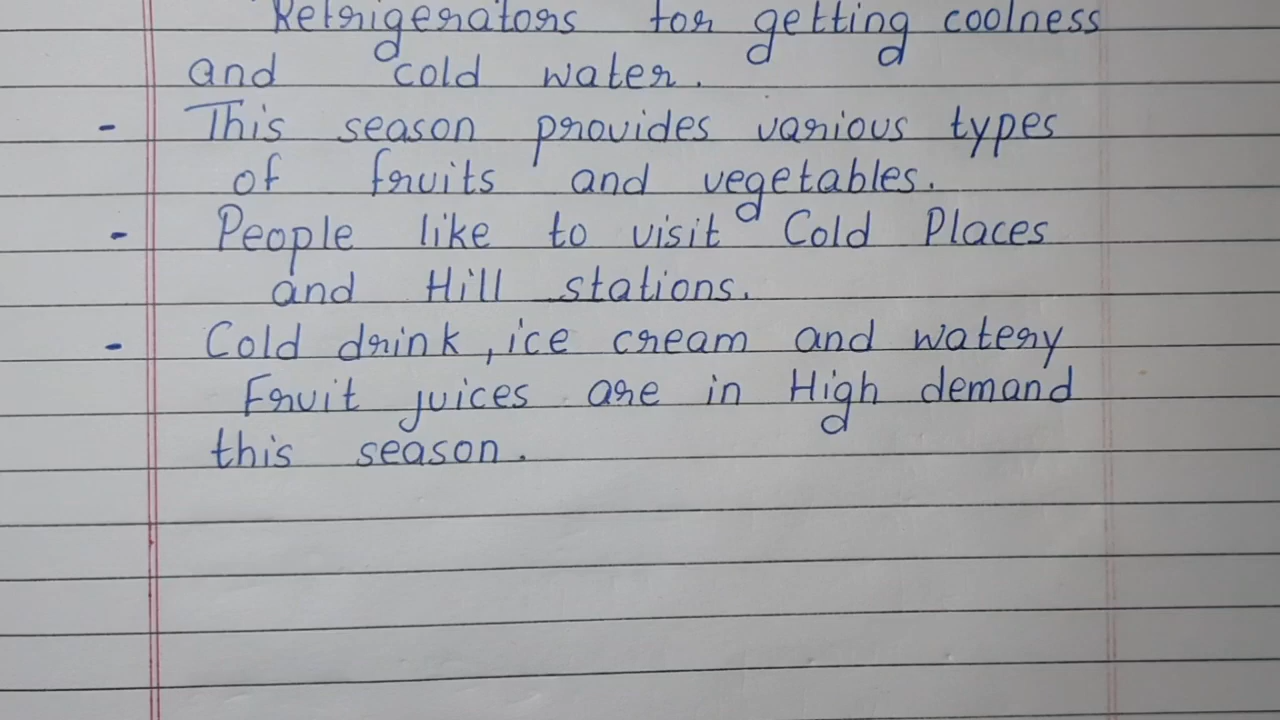 Refrigerators for getting coolness
and cold water.
- This season provides various types
of fruits and vegetables.
- People like to visit Cold Places
and Hill stations.
- Cold drink, ice cream and watery
Fruit juices are in High demand
this season.